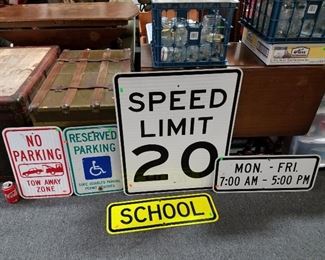 NO
PARKING
TOW AWAY
ZONE
RESERVED
PARKING
SPEED
LIMIT
20
MON. - FRI.
7:00 AM - 5:00 PM
SCHOOL